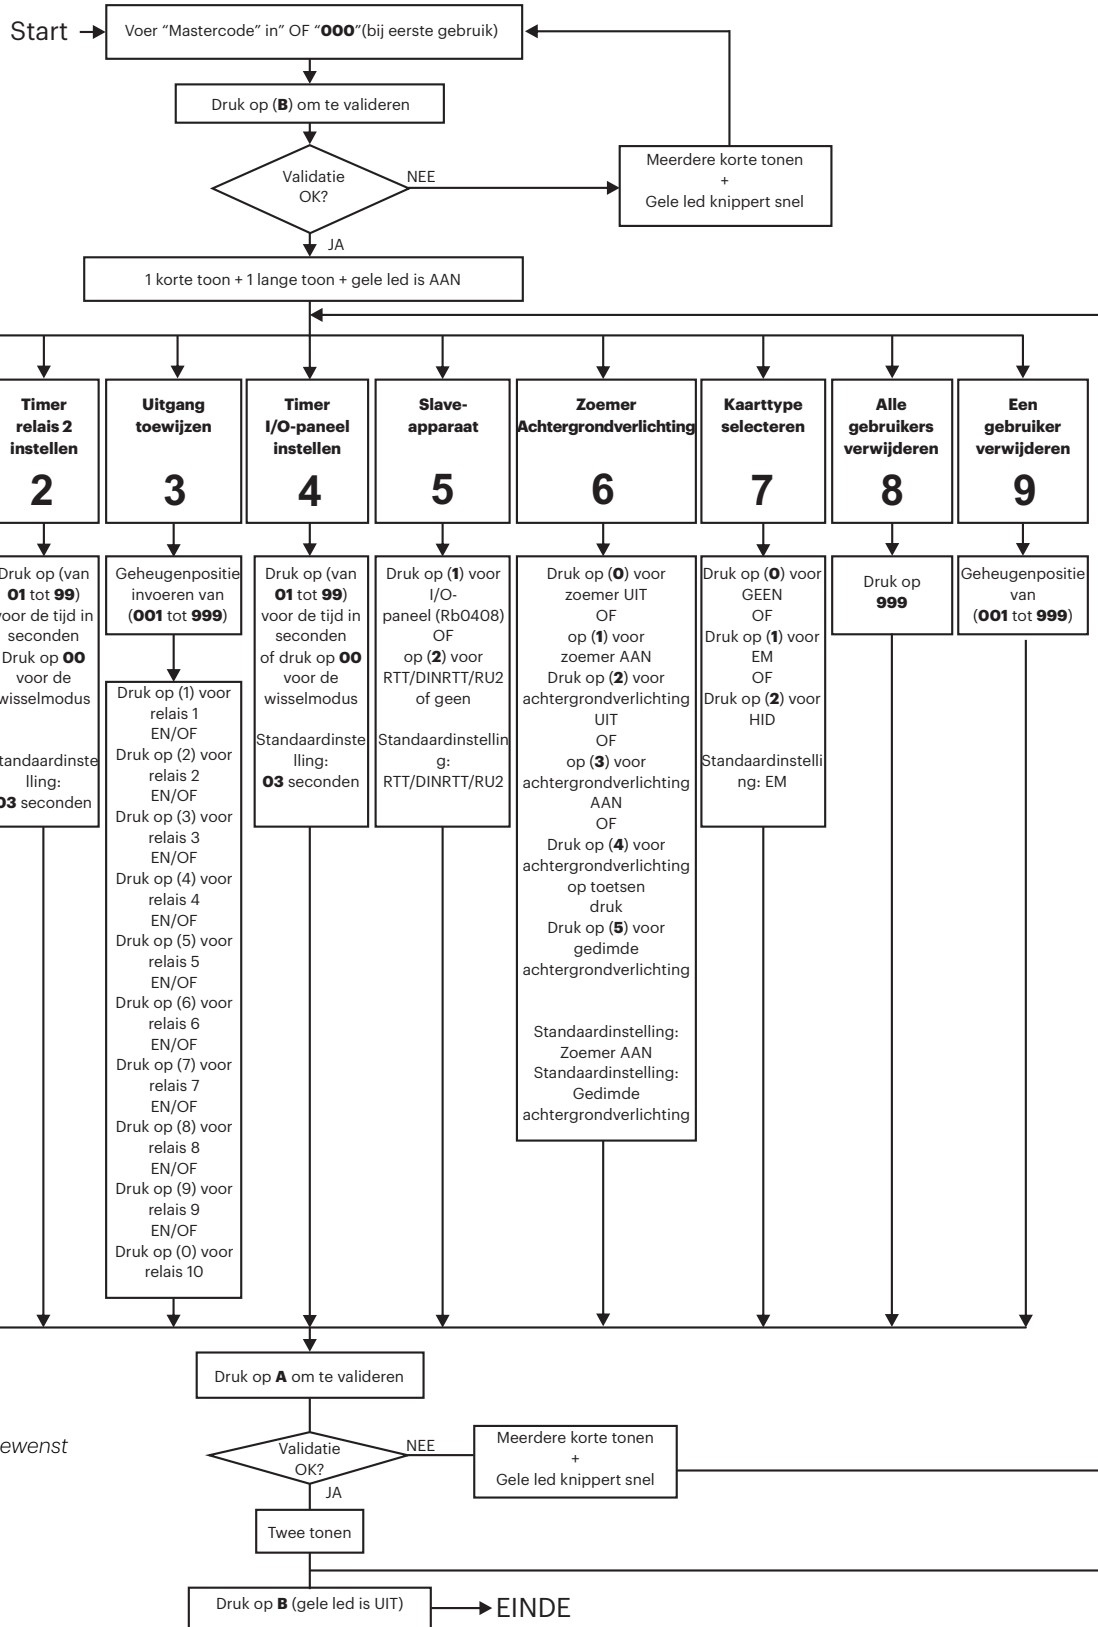 Start
Voer “Mastercode” in” OF “000”(bij eerste gebruik)
Druk op (B) om te valideren
Validatie
OK?
NEE
Meerdere korte tonen
+
Gele led knippert snel
JA
1 korte toon + 1 lange toon + gele led is AAN
Timer
relais 2
instellen
2
Uitgang
toewijzen
3
Timer
I/O-paneel
instellen
4
Slave-
apparaat
5
Zoemer
Achtergrondverlichting
6
Kaarttype
selecteren
7
Alle
gebruikers
verwijderen
8
Een
gebruiker
verwijderen
9
Druk op (van
01 tot 99)
voor de tijd in
seconden
Druk op 00
voor de
wisselmodus
tandaardinste
lling:
03 seconden
Geheugenpositie
invoeren van
(001 tot 999)
Druk op (1) voor
relais 1
EN/OF
Druk op (2) voor
relais 2
EN/OF
Druk op (3) voor
relais 3
EN/OF
Druk op (4) voor
relais 4
EN/OF
Druk op (5) voor
relais 5
EN/OF
Druk op (6) voor
relais 6
EN/OF
Druk op (7) voor
relais 7
EN/OF
Druk op (8) voor
relais 8
EN/OF
Druk op (9) voor
relais 9
EN/OF
Druk op (0) voor
relais 10
Druk op (van
01 tot 99)
voor de tijd in
seconden
of druk op 00
voor de
wisselmodus
Standaardinste
lling:
03 seconden
Druk op (1) voor
I/O-
paneel (Rb0408)
OF
op (2) voor
RTT/DINRTT/RU2
of geen
Standaardinstellin
g:
RTT/DINRTT/RU2
Druk op (0) voor
zoemer UIT
OF
op (1) voor
zoemer AAN
Druk op (2) voor
achtergrondverlichting
UIT
OF
op (3) voor
achtergrondverlichting
AAN
OF
Druk op (4) voor
achtergrondverlichting
op toetsen
druk
Druk op (5) voor
gedimde
achtergrondverlichting
Standaardinstelling:
Zoemer AAN
Standaardinstelling:
Gedimde
achtergrondverlichting
Druk op (0) voor
GEEN
OF
Druk op (1) voor
EM
OF
Druk op (2) voor
HID
Standaardinstelli
ng: EM
Druk op
999
Geheugenpositie
van
(001 tot 999)
Druk op A om te valideren
ewenst
Validatie
OK?
NEE
Meerdere korte tonen
+
Gele led knippert snel
JA
Twee tonen
Druk op B (gele led is UIT)
EINDE